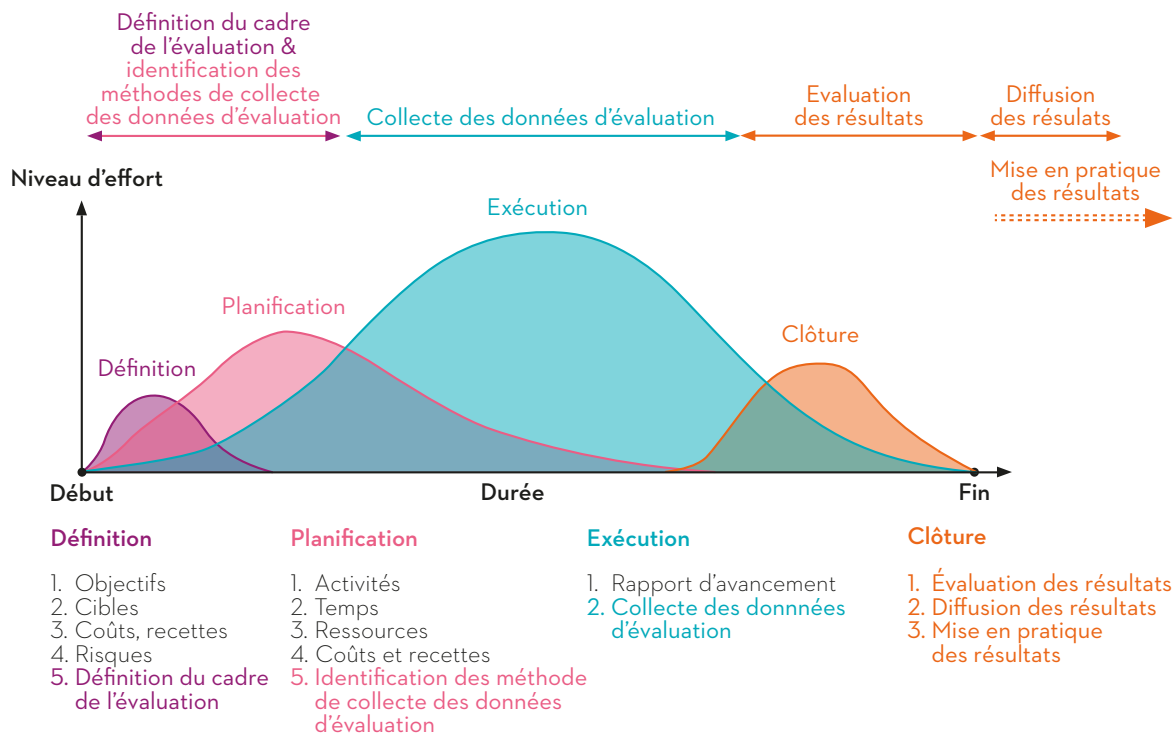 Définition du cadre
de l'évaluation &
identification des
méthodes de collecte
des données d'évaluation
Collecte des données d'évaluation
Evaluation
des résultats
Diffusion
des résulats
Mise en pratique
des résultats
Niveau d'effort
Exécution
Planification
Définition
Clôture
Début
Durée
Fin
Définition
1. Objectifs
2. Cibles
3. Coûts, recettes
4. Risques
5. Définition du cadre
de l'évaluation
Planification
1. Activités
2. Temps
3. Ressources
4. Coûts et recettes
5. Identification des méthode
de collecte des données
d'évaluation
Exécution
1. Rapport d'avancement
2. Collecte des donnnées
d'évaluation
Clôture
1. Évaluation des résultats
2. Diffusion des résultats
3. Mise en pratique
des résultats